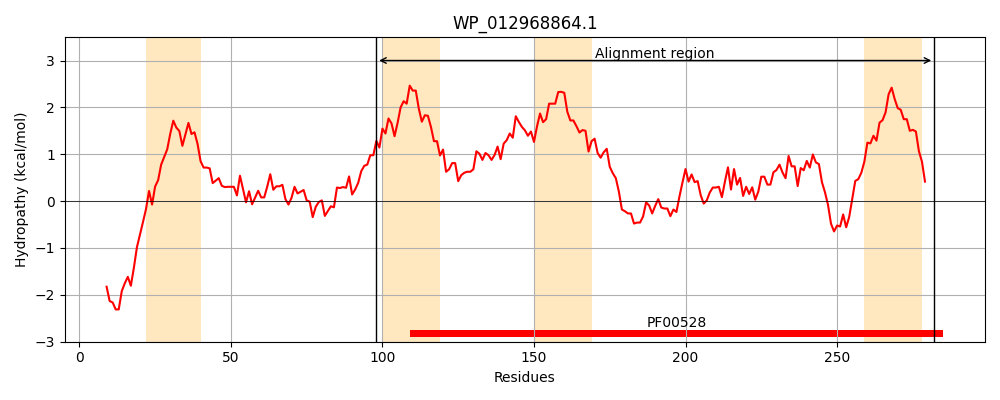 WP_012968864.1
Hydropathy (kcal/mol)
3
2
1
0
−1
−2
−3
Alignment region
PF00528
0 50 100 150 200 250
Residues